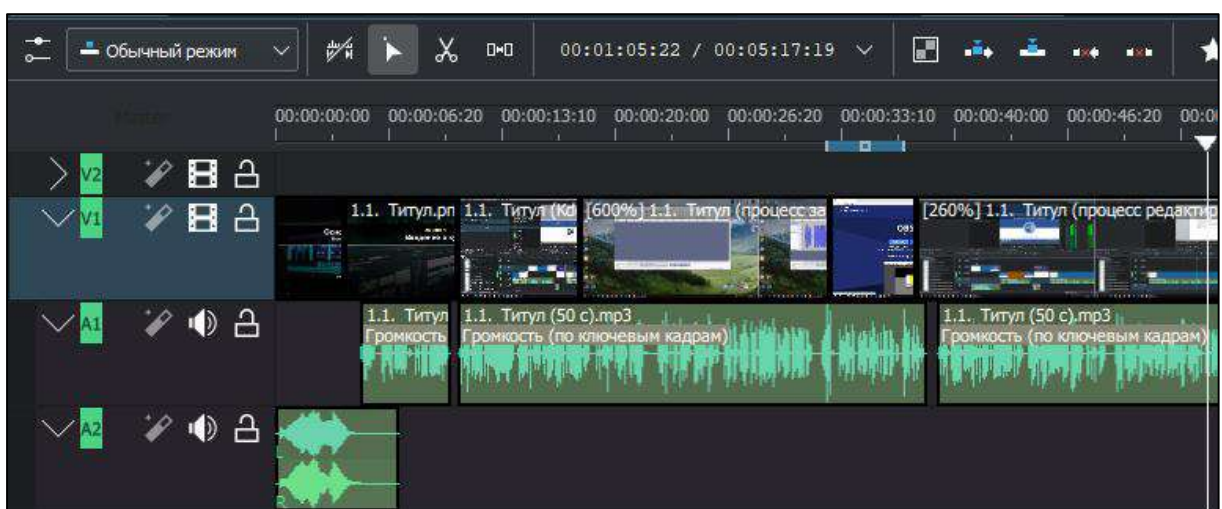 Обычный режим
00:01:05:22 / 00:05:17:19
00:00:00:00 00:00:06:20 00:00:13:10 00:00:20:00 00:00:26:20 00:00:33:10 00:00:40:00 00:00:46:20 00:0
V2
V1
1.1. Титул.pn 1.1. Титул (Kd [600%] 1.1. Титул (процесс за
[260%] 1.1. Титул (процесс редактир
OBS
A1
1.1. Титул 1.1. Титул (50 с).mp3 1.1. Титул (50 с).mp3
Громкость Громкость (по ключевым кадрам) Громкость (по ключевым кадрам)
A2
L
R